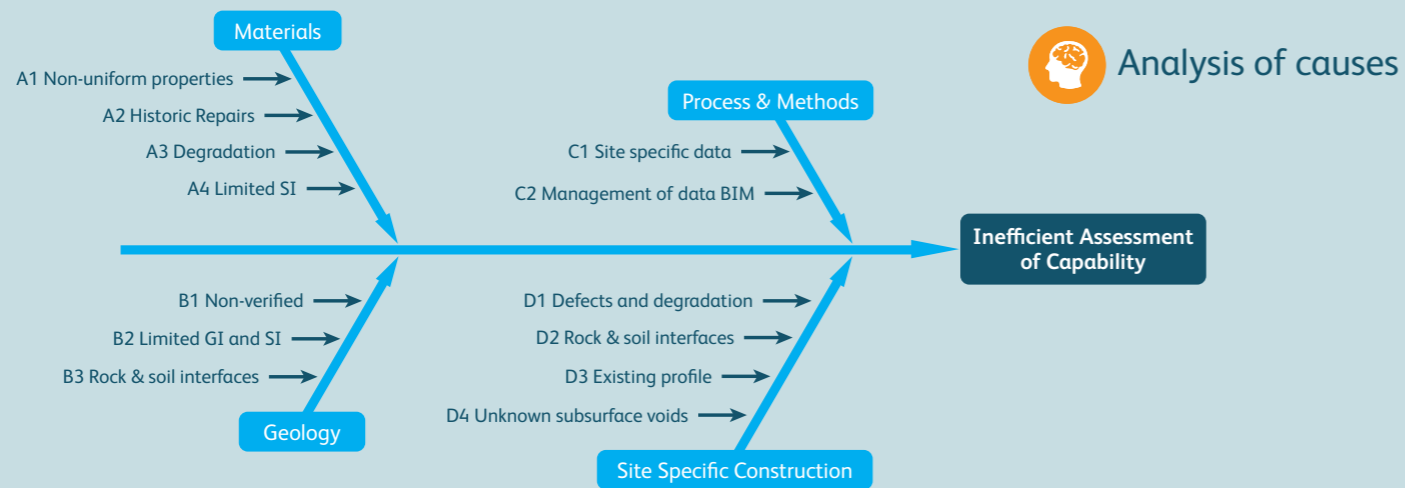 Analysis of causes
Materials
A1 Non-uniform properties
A2 Historic Repairs
A3 Degradation
A4 Limited SI
Process & Methods
C1 Site specific data
C2 Management of data BIM
Inefficient Assessment
of Capability
B1 Non-verified
B2 Limited GI and SI
B3 Rock & soil interfaces
Geology
D1 Defects and degradation
D2 Rock & soil interfaces
D3 Existing profile
D4 Unknown subsurface voids
Site Specific Construction